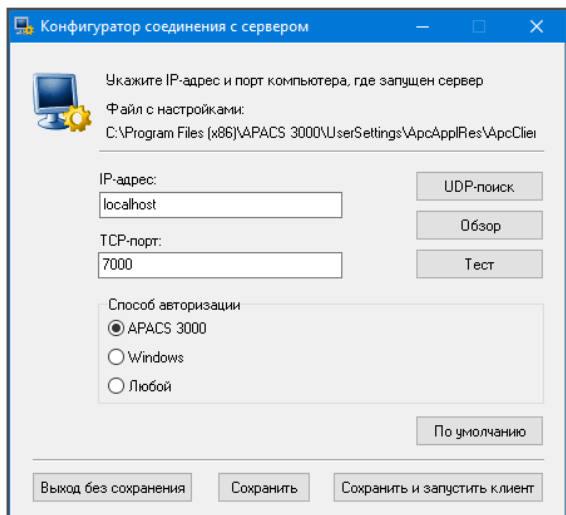 Конфигуратор соединения с сервером
Укажите IP-адрес и порт компьютера, где запущен сервер
Файл с настройками:
C:\Program Files (x86)\APACS 3000\UserSettings\ApcApplRes\ApcClie
IP-адрес:
localhost
UDP-поиск
Обзор
TCP-порт:
7000
Тест
Способ авторизации
APACS 3000
Windows
Любой
По умолчанию
Выход без сохранения Сохранить Сохранить и запустить клиент